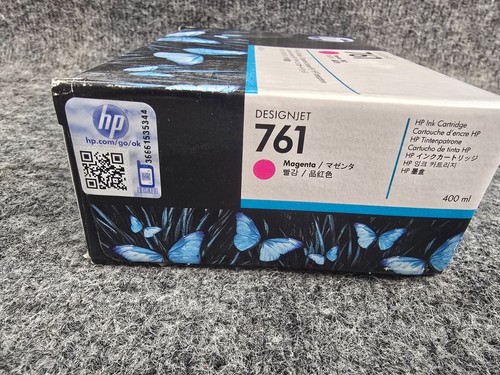 761
hp
hp.com/go/ok
36661535344
DESIGNJET
761
Magenta / マゼンタ
빨강 / 品紅色
HP Ink Cartridge
Cartouche d'encre HP
HP Tintenpatrone
Cartucho de tinta HP
HP インクカートリッジ
HP 잉크 카트리지
HP 墨盒
400 ml